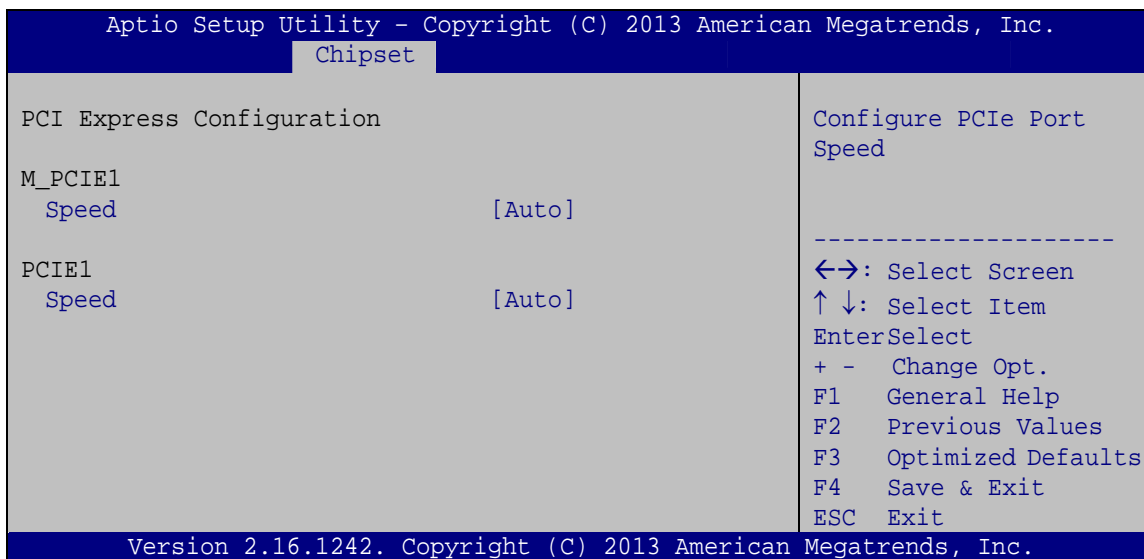 Aptio Setup Utility – Copyright (C) 2013 American Megatrends, Inc.
Chipset
PCI Express Configuration
M_PCIE1
Speed [Auto]
PCIE1
Speed [Auto]
Configure PCIe Port
Speed
---------------------
←→: Select Screen
↑ ↓: Select Item
EnterSelect
+ - Change Opt.
F1 General Help
F2 Previous Values
F3 Optimized Defaults
F4 Save & Exit
ESC Exit
Version 2.16.1242. Copyright (C) 2013 American Megatrends, Inc.